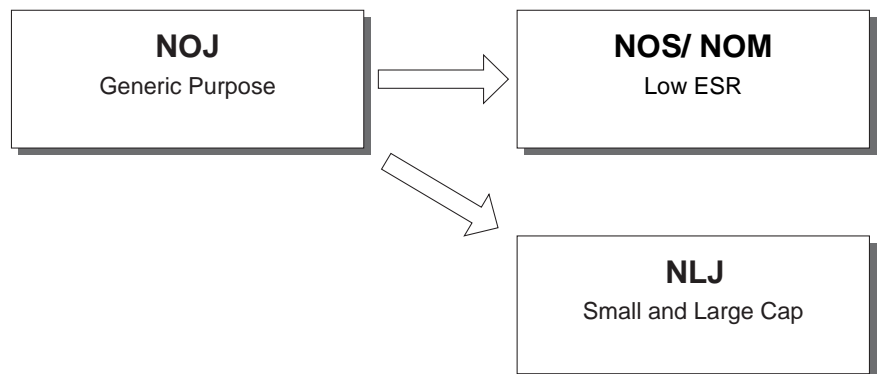 NOJ
Generic Purpose
NOS/ NOM
Low ESR
NLJ
Small and Large Cap